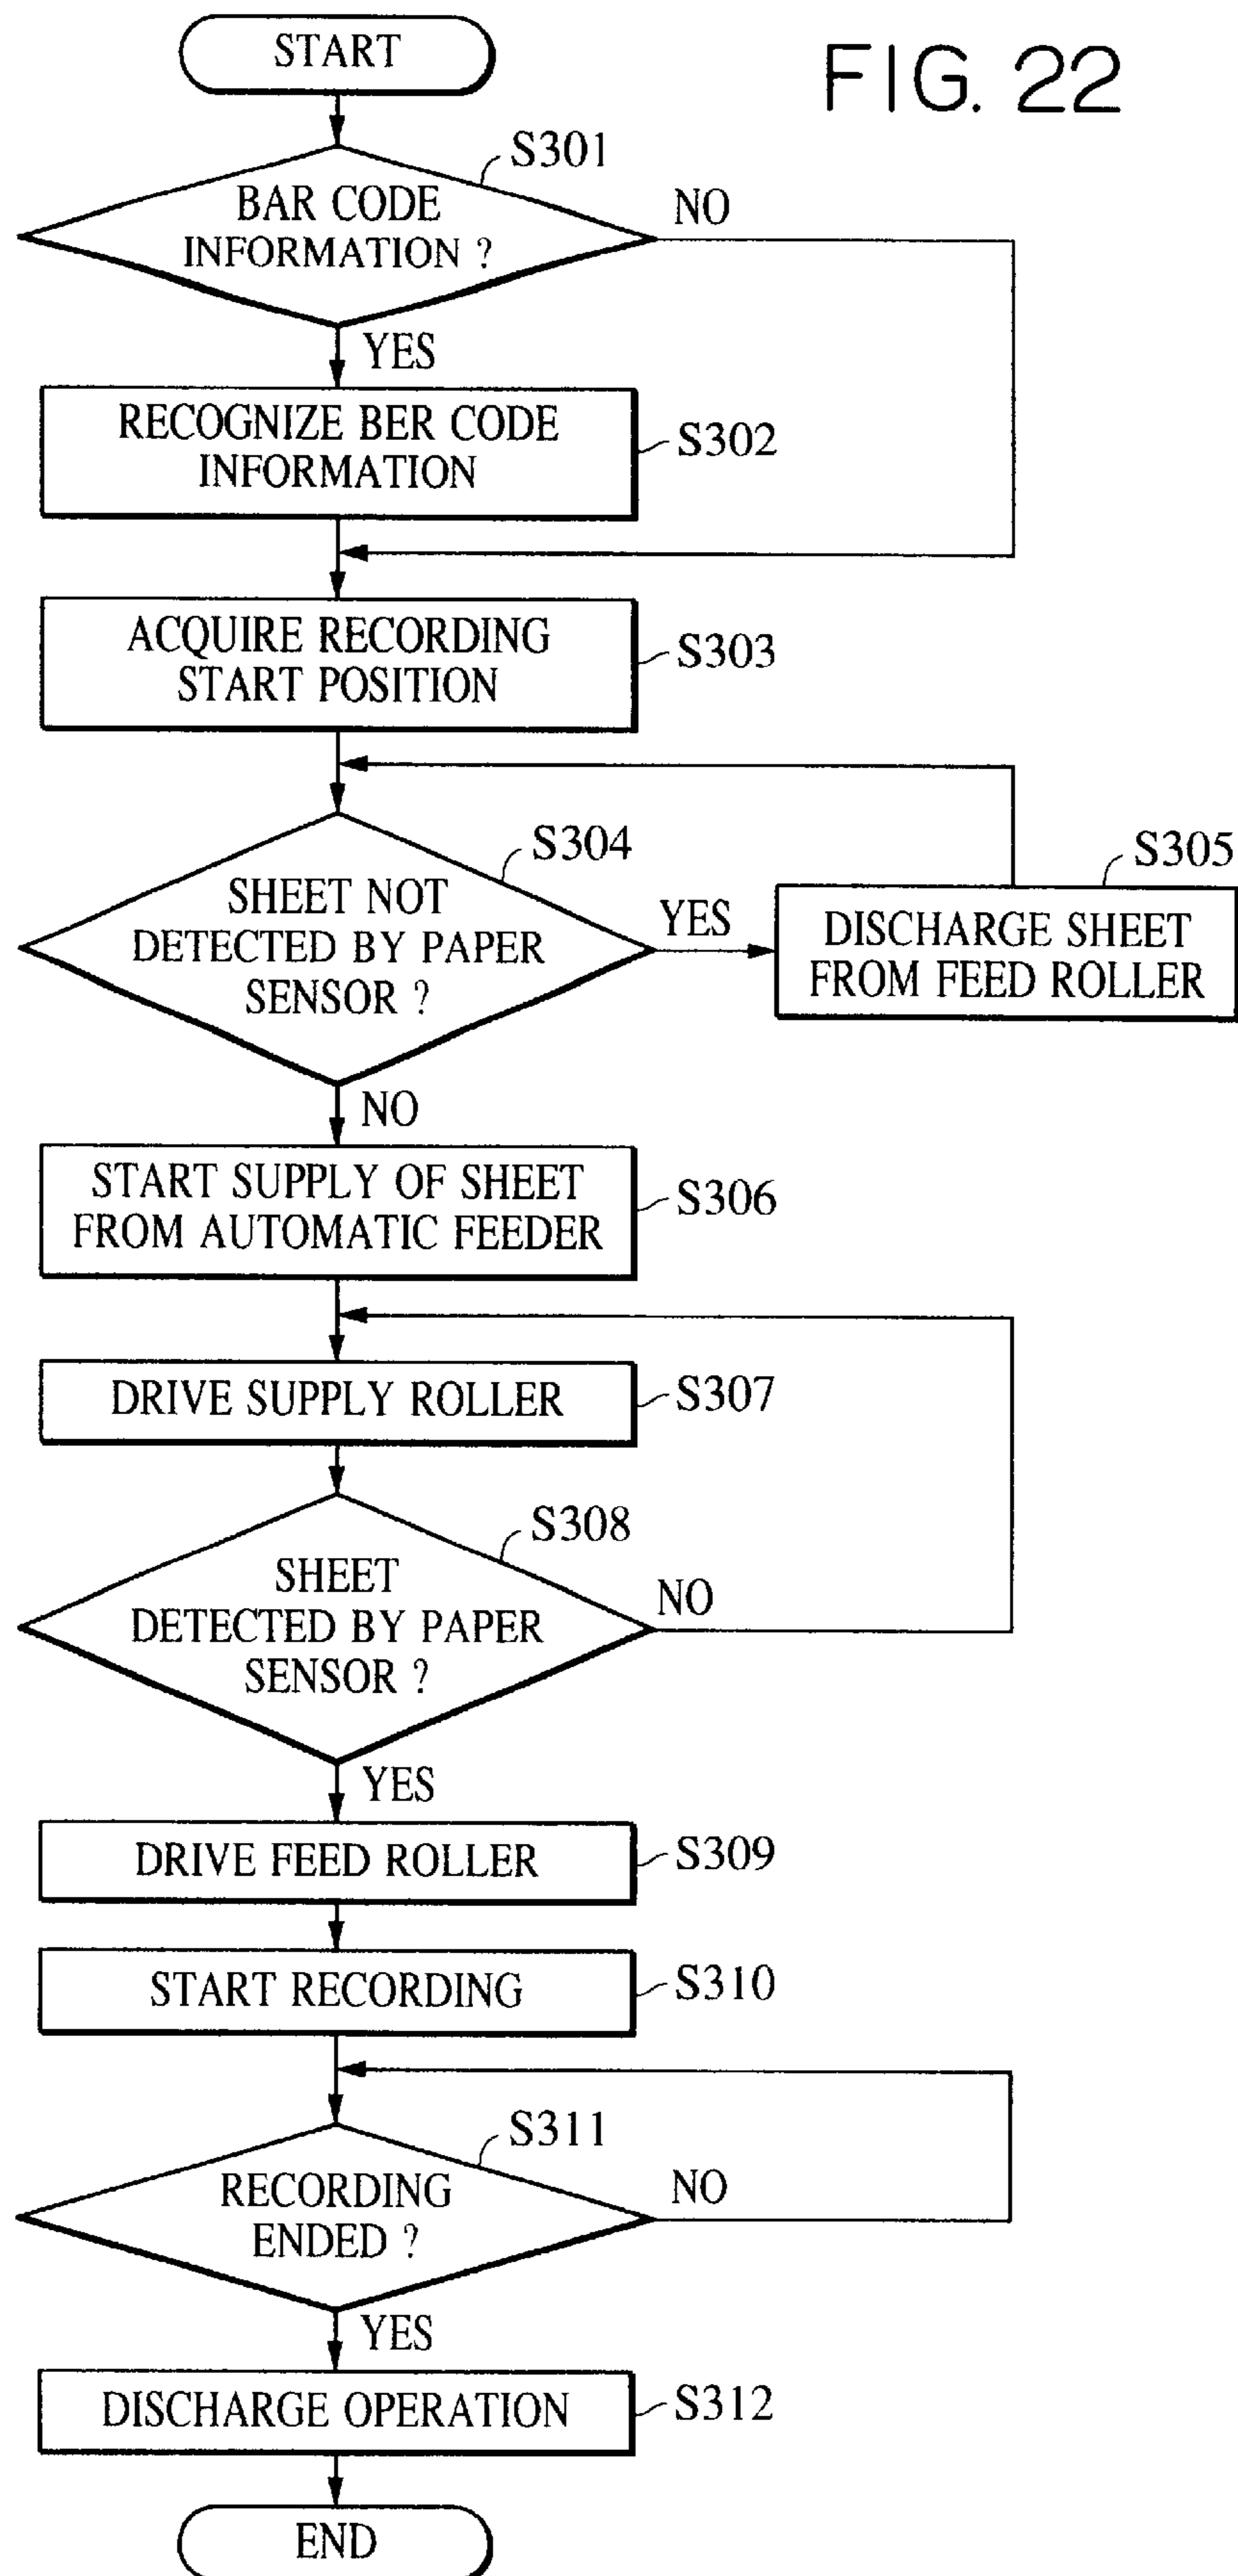 START
FIG. 22
S301
BAR CODE
INFORMATION ?
NO
YES
RECOGNIZE BER CODE
INFORMATION
S302
ACQUIRE RECORDING
START POSITION
S303
S304
SHEET NOT
DETECTED BY PAPER
SENSOR ?
YES
S305
DISCHARGE SHEET
FROM FEED ROLLER
NO
START SUPPLY OF SHEET
FROM AUTOMATIC FEEDER
S306
DRIVE SUPPLY ROLLER
S307
S308
SHEET
DETECTED BY PAPER
SENSOR ?
NO
YES
DRIVE FEED ROLLER
S309
START RECORDING
S310
S311
RECORDING
ENDED ?
NO
YES
DISCHARGE OPERATION
S312
END